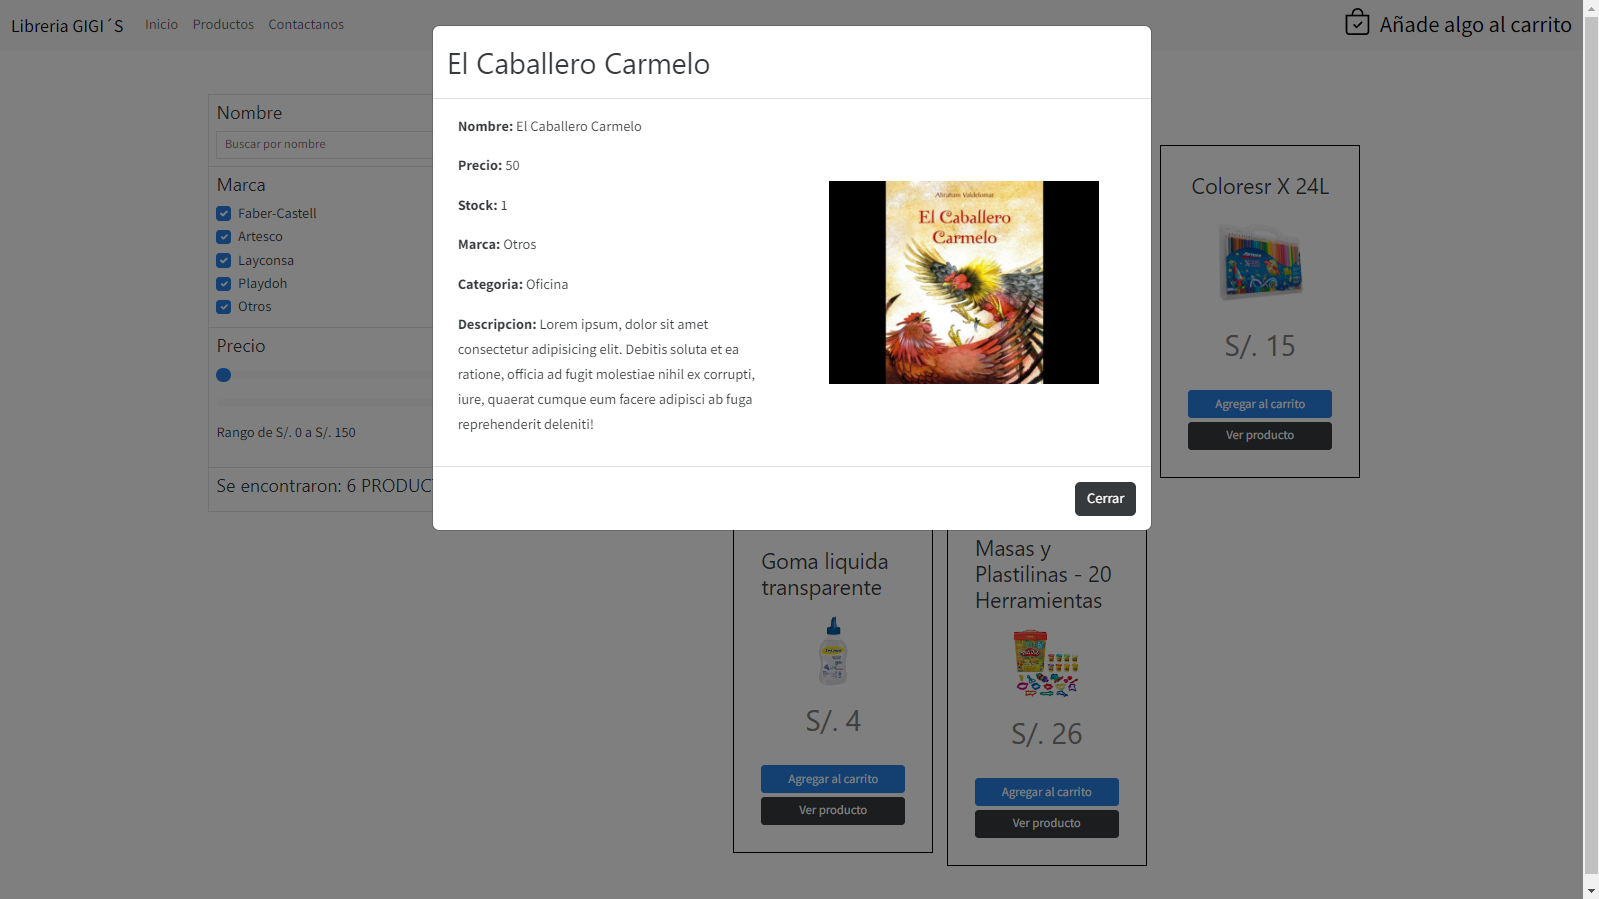 Libreria GIGI´S
Inicio
Productos
Contactanos
Añade algo al carrito
Nombre
Buscar por nombre
Marca
Faber-Castell
Artesco
Layconsa
Playdoh
Otros
Precio
Rango de S/. 0 a S/. 150
Se encontraron: 6 PRODUC
El Caballero Carmelo
Nombre: El Caballero Carmelo
Precio: 50
Stock: 1
Marca: Otros
Categoria: Oficina
Descripcion: Lorem ipsum, dolor sit amet
consectetur adipisicing elit. Debitis soluta et ea
ratione, officia ad fugit molestiae nihil ex corrupti,
iure, quaerat cumque eum facere adipisci ab fuga
reprehenderit deleniti!
Abraham Valdelomar
El Caballero
Carmelo
Cerrar
Coloresr X 24L
S/. 15
Agregar al carrito
Ver producto
Goma liquida
transparente
S/. 4
Agregar al carrito
Ver producto
Masas y
Plastilinas - 20
Herramientas
S/. 26
Agregar al carrito
Ver producto